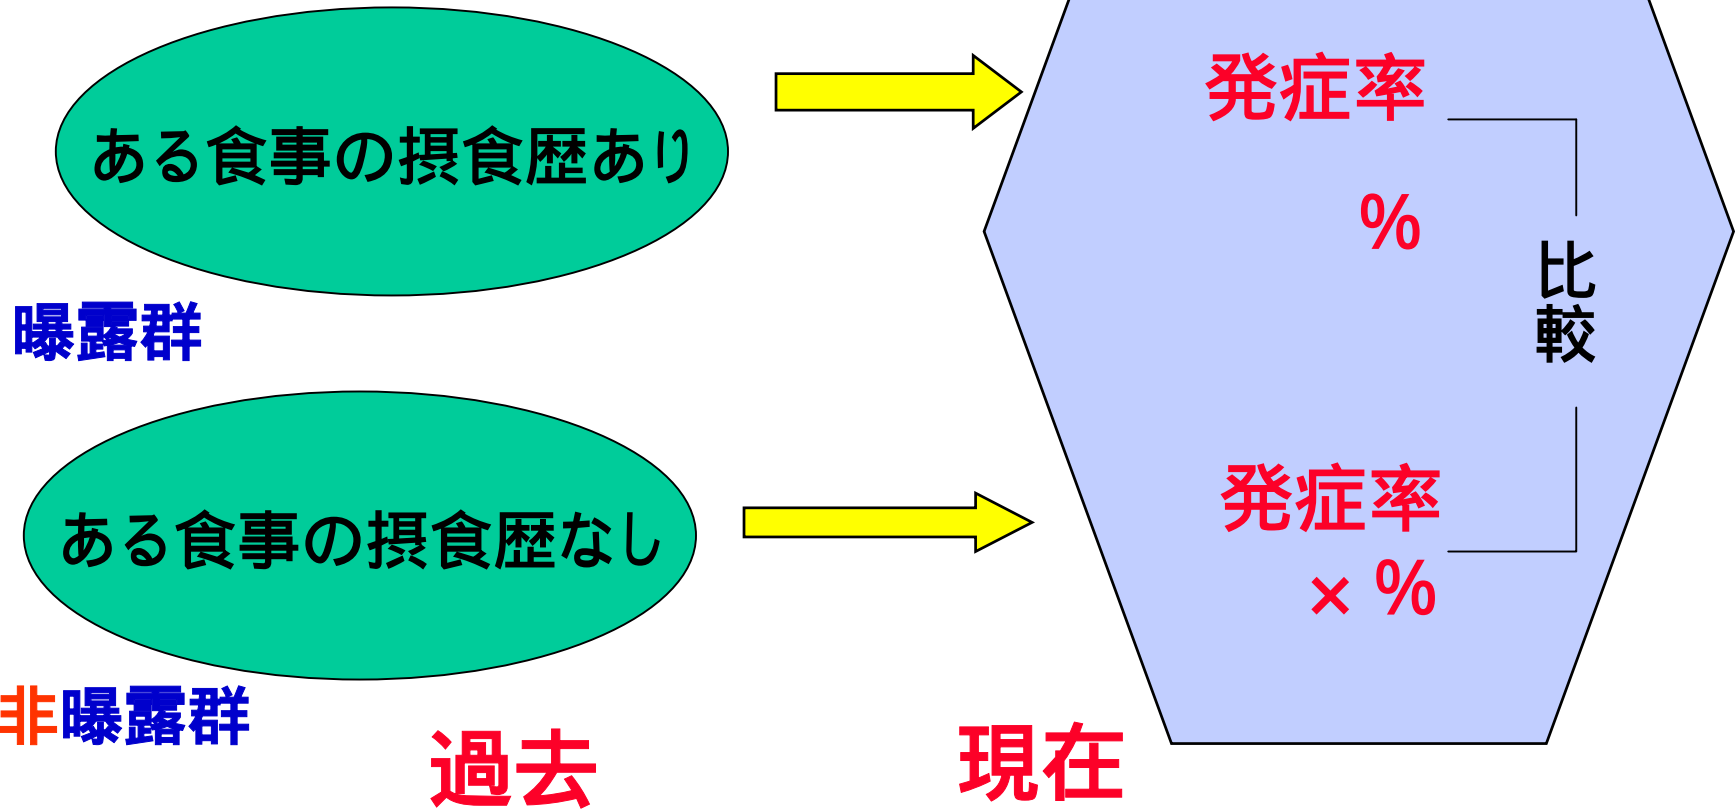 ある食事の摂食歴あり
曝露群
発症率
%
比較
ある食事の摂食歴なし
非曝露群
発症率
× %
過去
現在